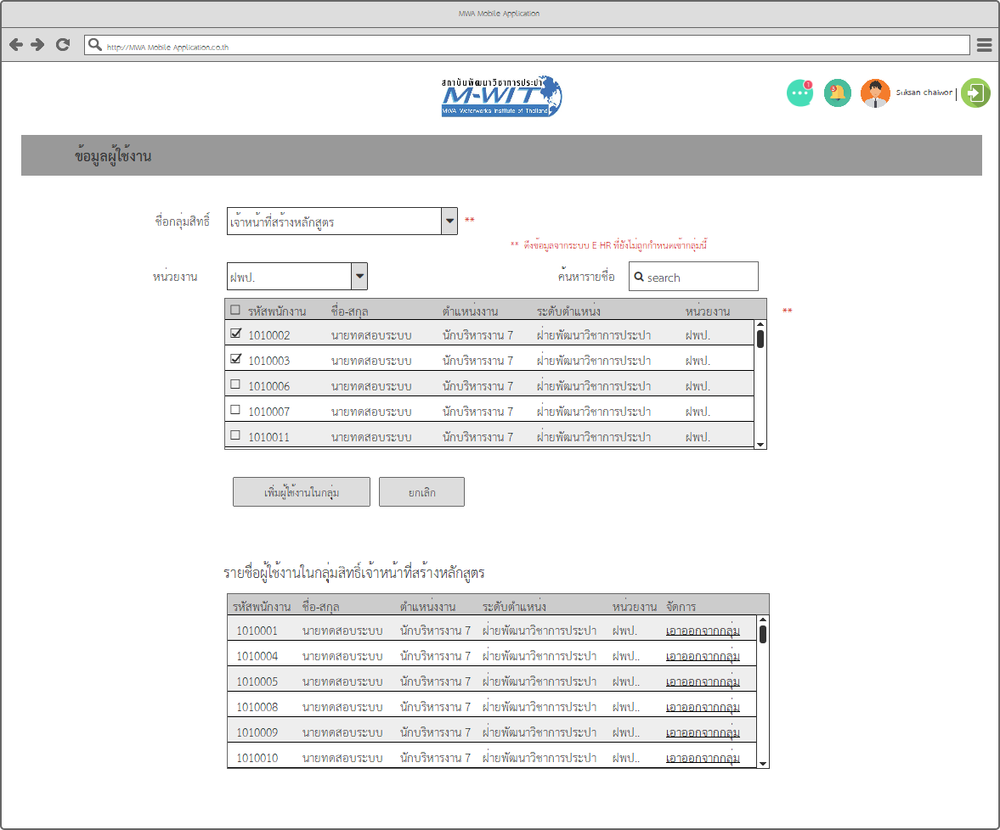 MWA Mobile Application
http://MWA Mobile Application.co.th
สถาบันพัฒนาวิชาการประปา
M-WIT
MWA Waterworks Institute of Thailand
1
5
Suksan chaiwor |
ข้อมูลผู้ใช้งาน
ชื่อกลุ่มสิทธิ์ เจ้าหน้าที่สร้างหลักสูตร **
** ดึงข้อมูลจากระบบ E HR ที่ยังไม่ถูกกำหนดเข้ากลุ่มนี้
หน่วยงาน ฝพป. ค้นหารายชื่อ search
รหัสพนักงาน ชื่อ-สกุล ตำแหน่งงาน ระดับตำแหน่ง หน่วยงาน **
1010002 นายทดสอบระบบ นักบริหารงาน 7 ฝ่ายพัฒนาวิชาการประปา ฝพป.
1010003 นายทดสอบระบบ นักบริหารงาน 7 ฝ่ายพัฒนาวิชาการประปา ฝพป.
1010006 นายทดสอบระบบ นักบริหารงาน 7 ฝ่ายพัฒนาวิชาการประปา ฝพป.
1010007 นายทดสอบระบบ นักบริหารงาน 7 ฝ่ายพัฒนาวิชาการประปา ฝพป.
1010011 นายทดสอบระบบ นักบริหารงาน 7 ฝ่ายพัฒนาวิชาการประปา ฝพป.
เพิ่มผู้ใช้งานในกลุ่ม ยกเลิก
รายชื่อผู้ใช้งานในกลุ่มสิทธิ์เจ้าหน้าที่สร้างหลักสูตร
รหัสพนักงาน ชื่อ-สกุล ตำแหน่งงาน ระดับตำแหน่ง หน่วยงาน จัดการ
1010001 นายทดสอบระบบ นักบริหารงาน 7 ฝ่ายพัฒนาวิชาการประปา ฝพป. เอาออกจากกลุ่ม
1010004 นายทดสอบระบบ นักบริหารงาน 7 ฝ่ายพัฒนาวิชาการประปา ฝพป.. เอาออกจากกลุ่ม
1010005 นายทดสอบระบบ นักบริหารงาน 7 ฝ่ายพัฒนาวิชาการประปา ฝพป.. เอาออกจากกลุ่ม
1010008 นายทดสอบระบบ นักบริหารงาน 7 ฝ่ายพัฒนาวิชาการประปา ฝพป.. เอาออกจากกลุ่ม
1010009 นายทดสอบระบบ นักบริหารงาน 7 ฝ่ายพัฒนาวิชาการประปา ฝพป.. เอาออกจากกลุ่ม
1010010 นายทดสอบระบบ นักบริหารงาน 7 ฝ่ายพัฒนาวิชาการประปา ฝพป.. เอาออกจากกลุ่ม